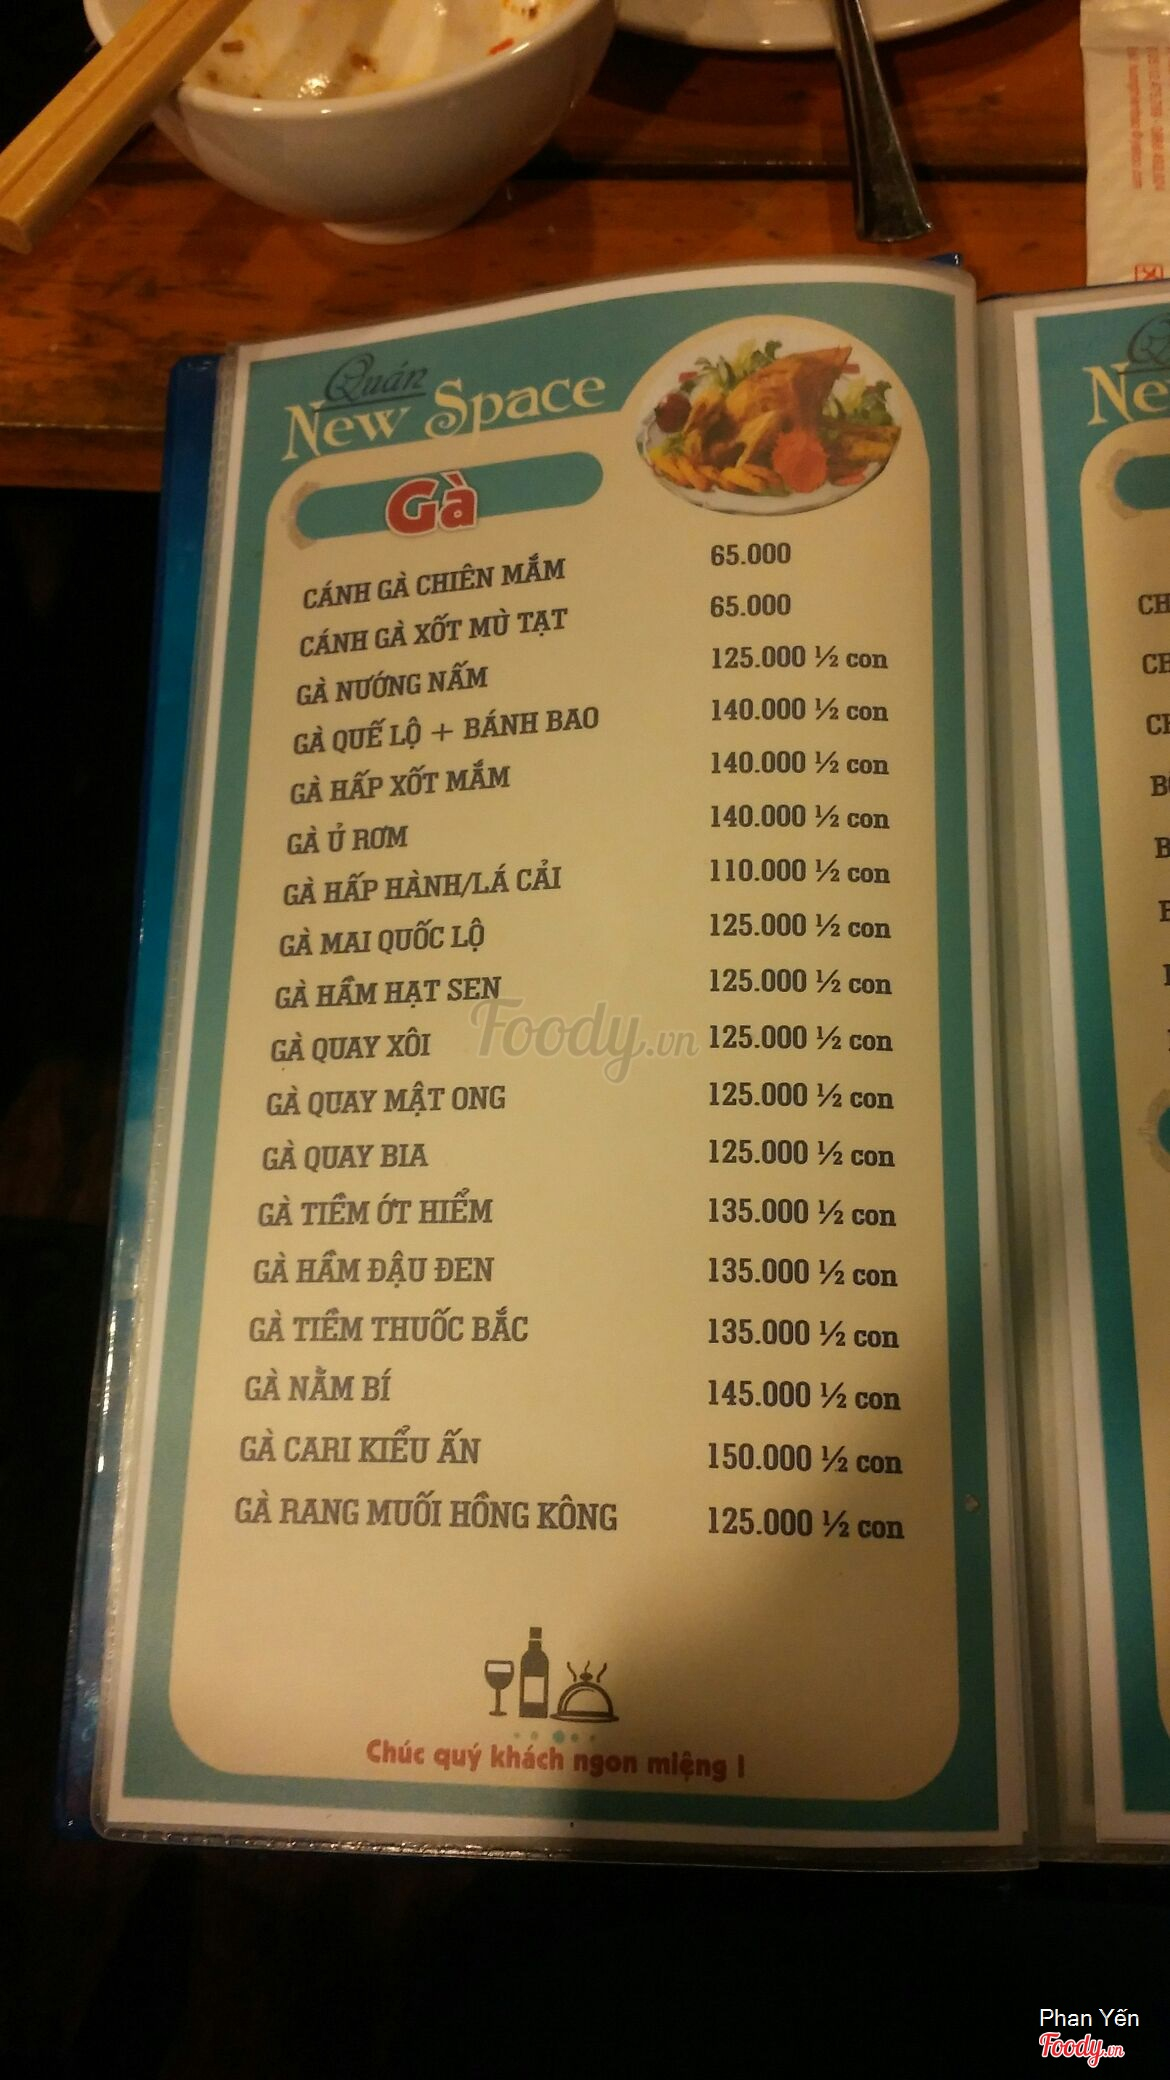 Quán
New Space
Gà
CÁNH GÀ CHIÊN MẮM 65.000
CÁNH GÀ XỐT MÙ TẠT 65.000
GÀ NƯỚNG NẤM 125.000 ½ con
GÀ QUẾ LỘ + BÁNH BAO 140.000 ½ con
GÀ HẤP XỐT MẮM 140.000 ½ con
GÀ Ủ RƠM 140.000 ½ con
GÀ HẤP HÀNH/LÁ CẢI 110.000 ½ con
GÀ MAI QUỐC LỘ 125.000 ½ con
GÀ HẦM HẠT SEN 125.000 ½ con
GÀ QUAY XÔI 125.000 ½ con
GÀ QUAY MẬT ONG 125.000 ½ con
GÀ QUAY BIA 125.000 ½ con
GÀ TIỀM ỚT HIỂM 135.000 ½ con
GÀ HẦM ĐẬU ĐEN 135.000 ½ con
GÀ TIỀM THUỐC BẮC 135.000 ½ con
GÀ NẰM BÍ 145.000 ½ con
GÀ CARI KIỂU ẤN 150.000 ½ con
GÀ RANG MUỐI HỒNG KÔNG 125.000 ½ con
Chúc quý khách ngon miệng !
Foody.vn
Phan Yến
Foody.vn